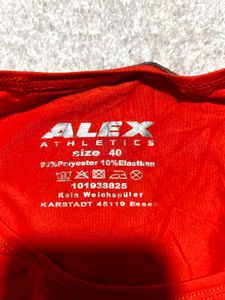 ALEX
ATHLETICS
size 40
90%Polyester 10%Elasthan
101938825
Kein Weichspüler
KARSTADT 45119 Essen